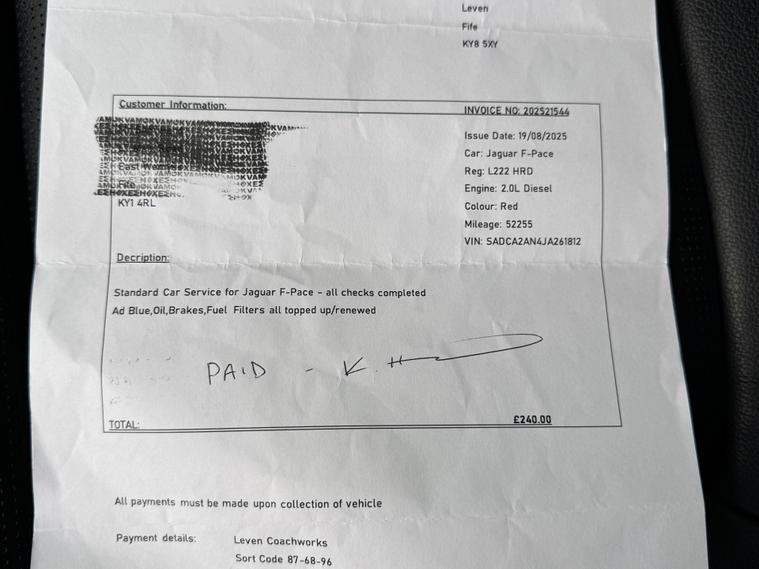 Leven
Fife
KY8 5XY
Customer Information:
KY1 4RL
INVOICE NO: 202521544
Issue Date: 19/08/2025
Car: Jaguar F-Pace
Reg: L222 HRD
Engine: 2.0L Diesel
Colour: Red
Mileage: 52255
VIN: SADCA2AN4JA261812
Decription:
Standard Car Service for Jaguar F-Pace - all checks completed
Ad Blue,Oil,Brakes,Fuel Filters all topped up/renewed
PAID - K. H
TOTAL: £240.00
All payments must be made upon collection of vehicle
Payment details: Leven Coachworks
Sort Code 87-68-96